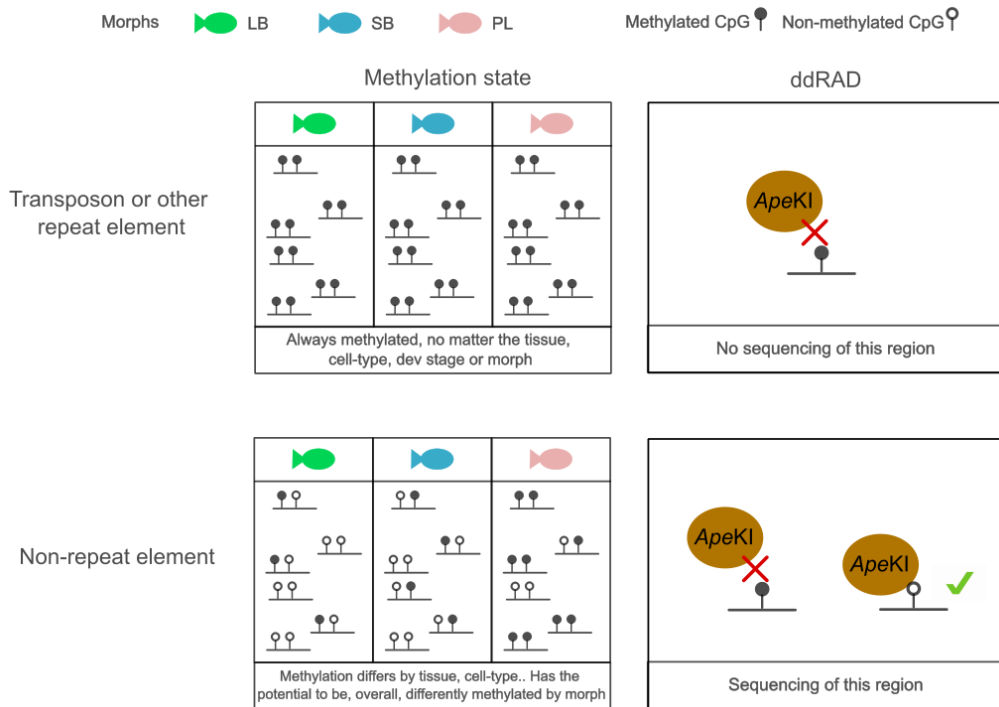 Morphs LB SB PL Methylated CpG Non-methylated CpG
Methylation state
ddRAD
Transposon or other
repeat element
ApeKI
Always methylated, no matter the tissue,
cell-type, dev stage or morph
No sequencing of this region
Non-repeat element
ApeKI
ApeKI
Methylation differs by tissue, cell-type.. Has the
potential to be, overall, differently methylated by morph
Sequencing of this region